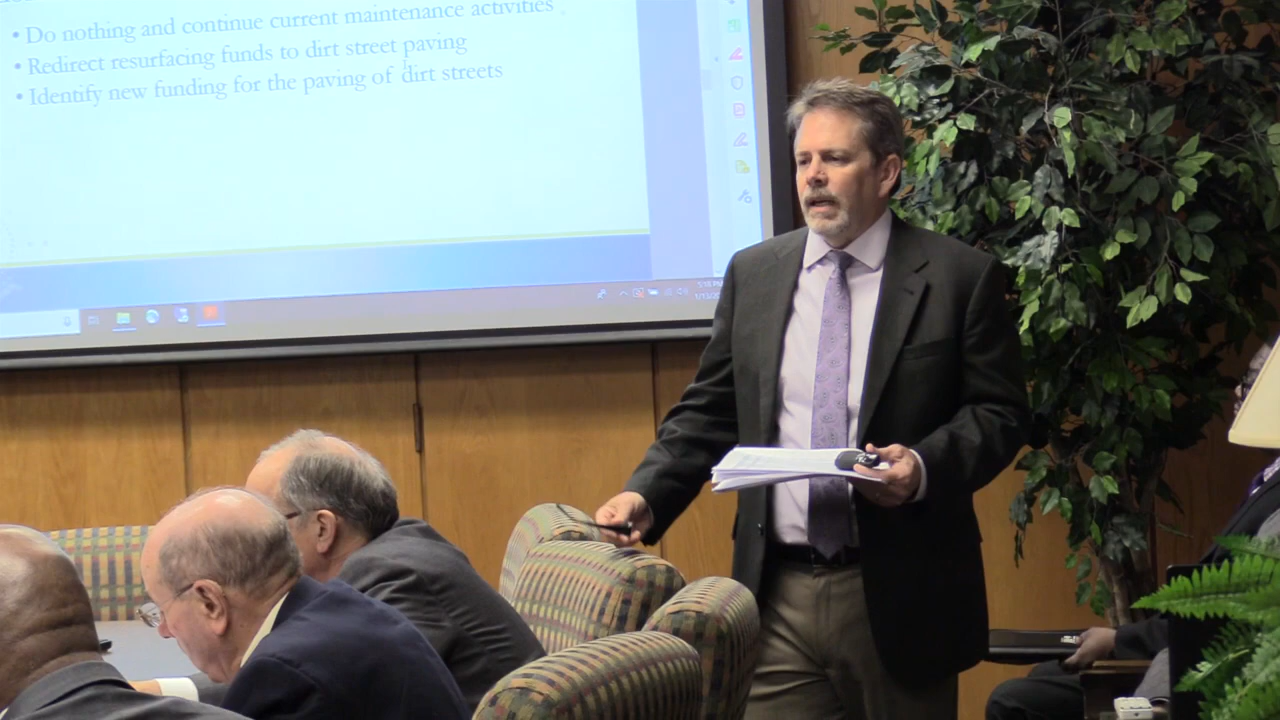 • Do nothing and continue current maintenance activities
• Redirect resurfacing funds to dirt street paving
• Identify new funding for the paving of dirt streets